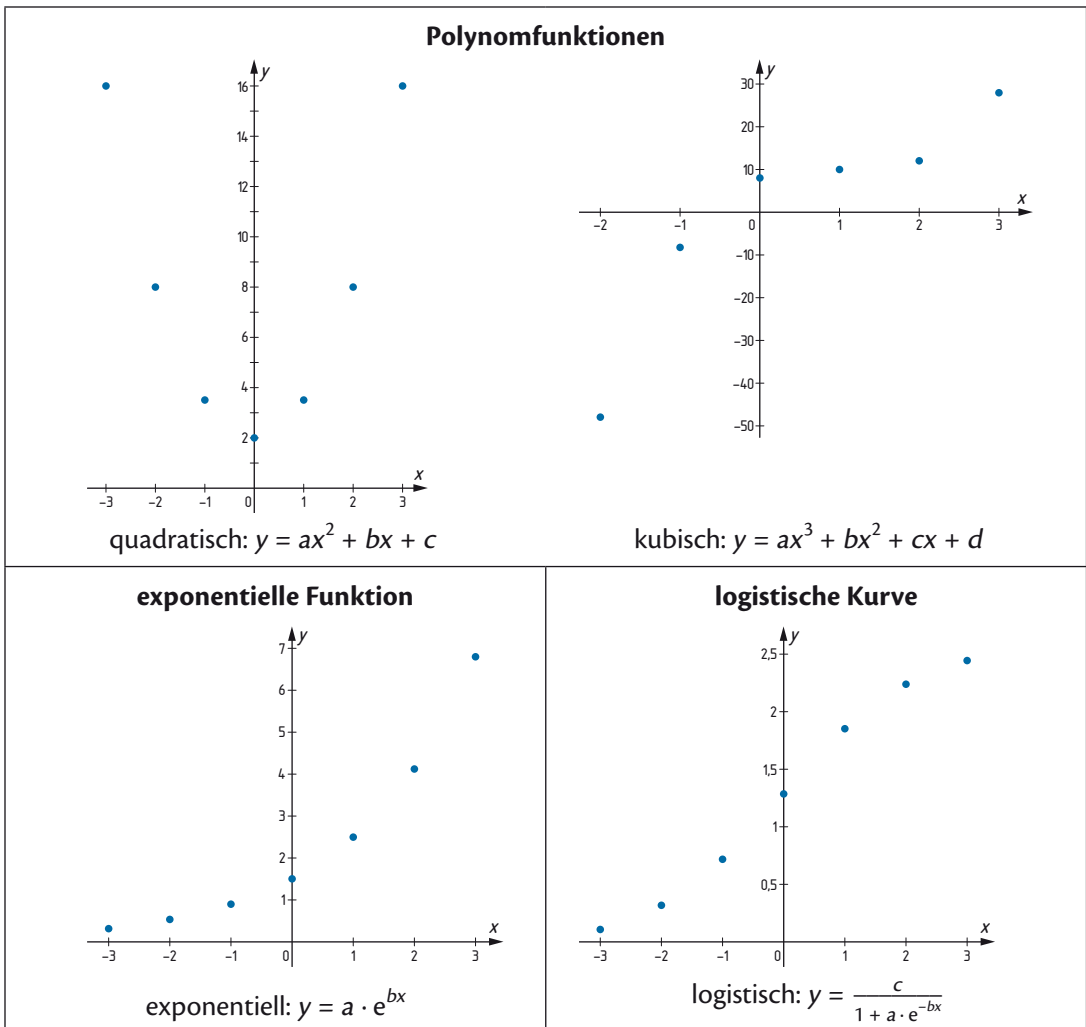 Polynomfunktionen
y
16
14
12
10
8
6
4
2
x
−3 −2 −1 0 1 2 3
quadratisch: y = ax² + bx + c
y
30
20
10
x
−2 −1 0 1 2 3
−10
−20
−30
−40
−50
kubisch: y = ax³ + bx² + cx + d
exponentielle Funktion
y
7
6
5
4
3
2
1
x
−3 −2 −1 0 1 2 3
exponentiell: y = a · e^{bx}
logistische Kurve
y
2,5
2
1,5
1
0,5
x
−3 −2 −1 0 1 2 3
logistisch: y = c / (1 + a · e^{−bx})